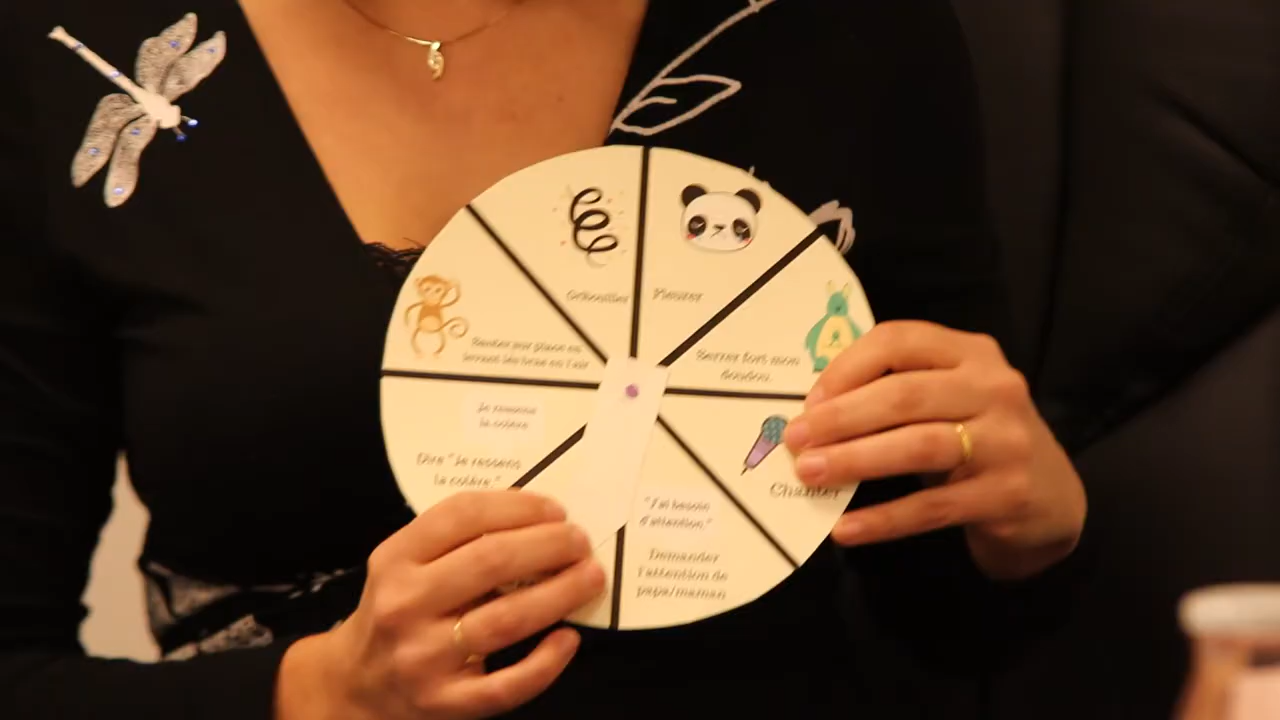 Gribouiller
Pleurer
Sauter sur place en
levant les bras en l'air
Serrer fort mon
doudou.
Je ressens
la colère
Dire "Je ressens
la colère."
Chanter
"J'ai besoin
d'attention."
Demander
l'attention de
papa/maman